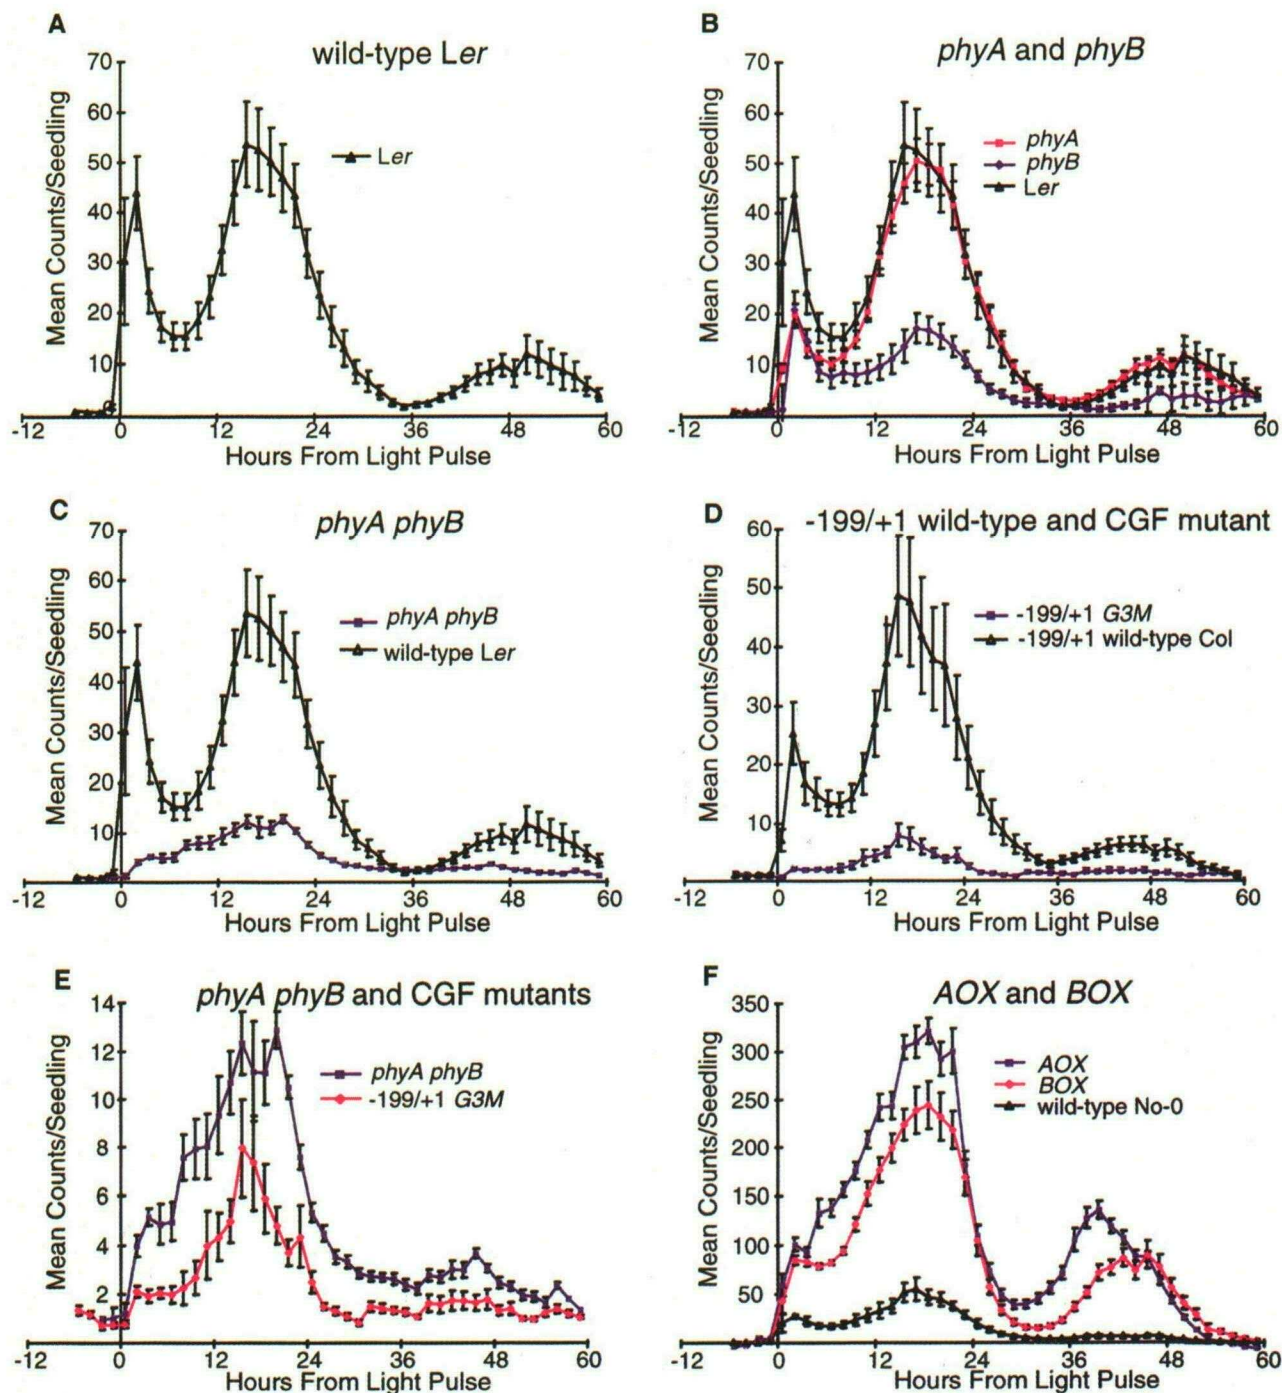 A
wild-type Ler
70
60
50
40
30
20
10
Mean Counts/Seedling
Ler
-12 0 12 24 36 48 60
Hours From Light Pulse
B
phyA and phyB
70
60
50
40
30
20
10
Mean Counts/Seedling
phyA
phyB
Ler
-12 0 12 24 36 48 60
Hours From Light Pulse
C
phyA phyB
70
60
50
40
30
20
10
Mean Counts/Seedling
phyA phyB
wild-type Ler
-12 0 12 24 36 48 60
Hours From Light Pulse
D
-199/+1 wild-type and CGF mutant
60
50
40
30
20
10
Mean Counts/Seedling
-199/+1 G3M
-199/+1 wild-type Col
-12 0 12 24 36 48 60
Hours From Light Pulse
E
phyA phyB and CGF mutants
14
12
10
8
6
4
2
Mean Counts/Seedling
phyA phyB
-199/+1 G3M
-12 0 12 24 36 48 60
Hours From Light Pulse
F
AOX and BOX
350
300
250
200
150
100
50
Mean Counts/Seedling
AOX
BOX
wild-type No-0
-12 0 12 24 36 48 60
Hours From Light Pulse